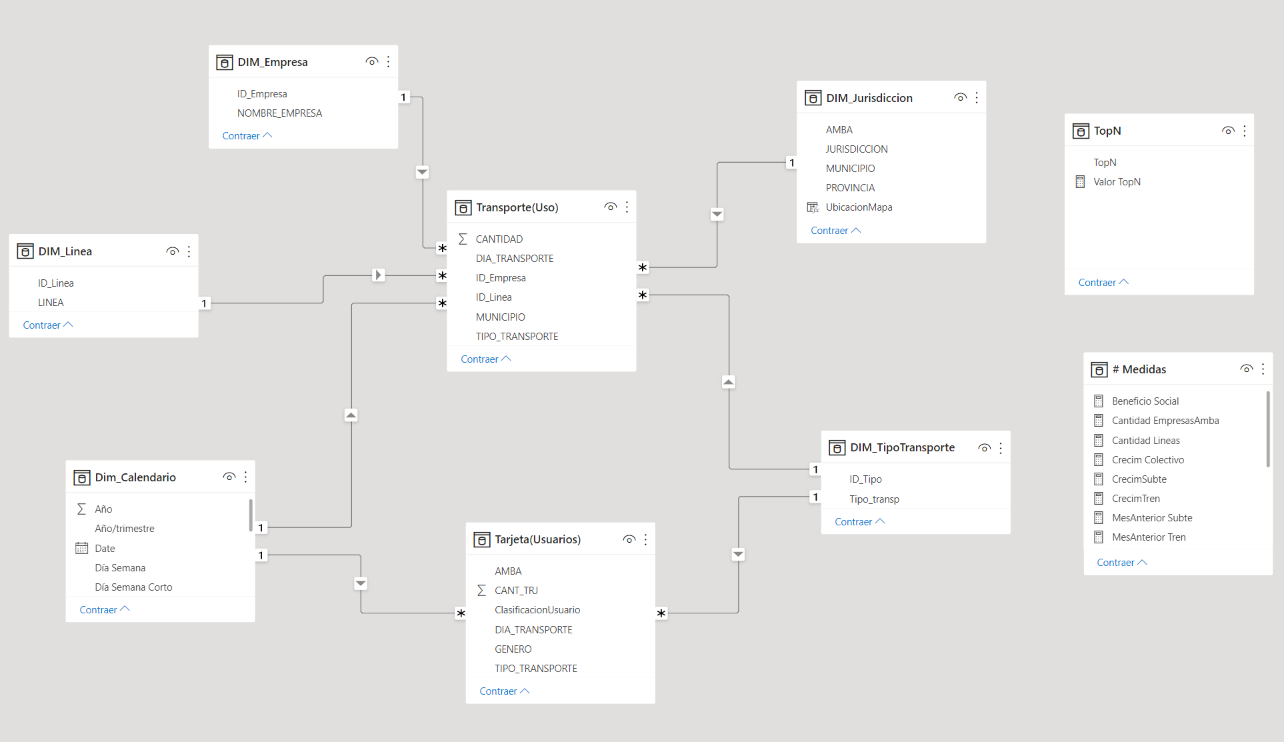 DIM_Empresa
ID_Empresa
NOMBRE_EMPRESA
Contraer
1
DIM_Jurisdiccion
AMBA
JURISDICCION
MUNICIPIO
PROVINCIA
UbicacionMapa
Contraer
1
TopN
TopN
Valor TopN
Contraer
Transporte(Uso)
CANTIDAD
DIA_TRANSPORTE
ID_Empresa
ID_Linea
MUNICIPIO
TIPO_TRANSPORTE
Contraer
*
*
*
*
*
DIM_Linea
ID_Linea
LINEA
Contraer
1
# Medidas
Beneficio Social
Cantidad EmpresasAmba
Cantidad Lineas
Crecim Colectivo
CrecimSubte
CrecimTren
MesAnterior Subte
MesAnterior Tren
Contraer
DIM_TipoTransporte
ID_Tipo
Tipo_transp
Contraer
1
1
Dim_Calendario
Año
Año/trimestre
Date
Día Semana
Día Semana Corto
Contraer
1
1
Tarjeta(Usuarios)
AMBA
CANT_TRJ
ClasificacionUsuario
DIA_TRANSPORTE
GENERO
TIPO_TRANSPORTE
Contraer
*
*